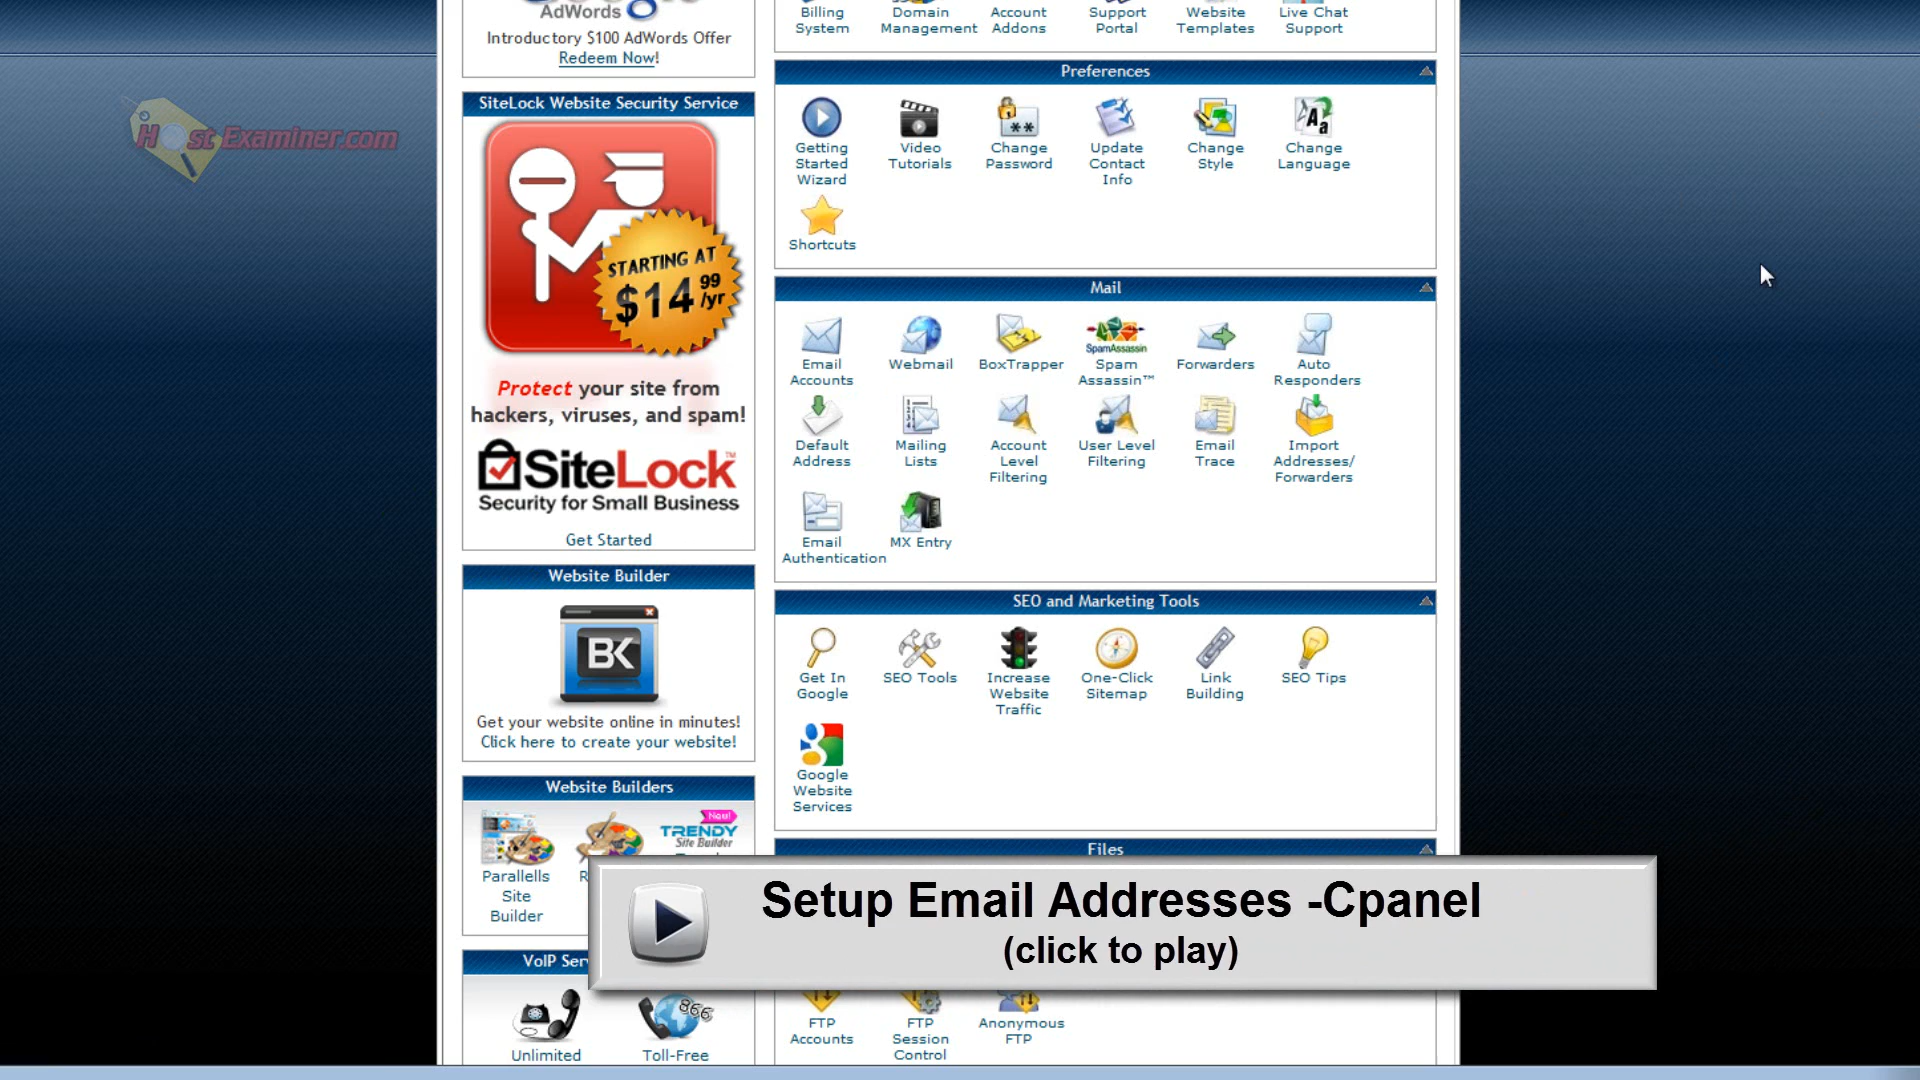 AdWords
Introductory $100 AdWords Offer
Redeem Now!
SiteLock Website Security Service
STARTING AT
$14 99 /yr
Protect your site from
hackers, viruses, and spam!
SiteLock™
Security for Small Business
Get Started
Website Builder
BK
Get your website online in minutes!
Click here to create your website!
Website Builders
New!
TRENDY
Site Builder
Parallells
Site
Builder
VoIP Ser
866
Unlimited
Toll-Free
HostExaminer.com
Billing
System
Domain
Management
Account
Addons
Support
Portal
Website
Templates
Live Chat
Support
Preferences
Getting
Started
Wizard
Video
Tutorials
Change
Password
Update
Contact
Info
Change
Style
Aa
Change
Language
Shortcuts
Mail
Email
Accounts
Webmail
BoxTrapper
SpamAssassin
Spam
Assassin™
Forwarders
Auto
Responders
Default
Address
Mailing
Lists
Account
Level
Filtering
User Level
Filtering
Email
Trace
Import
Addresses/
Forwarders
Email
Authentication
MX Entry
SEO and Marketing Tools
Get In
Google
SEO Tools
Increase
Website
Traffic
One-Click
Sitemap
Link
Building
SEO Tips
Google
Website
Services
Files
Setup Email Addresses -Cpanel
(click to play)
FTP
Accounts
FTP
Session
Control
Anonymous
FTP